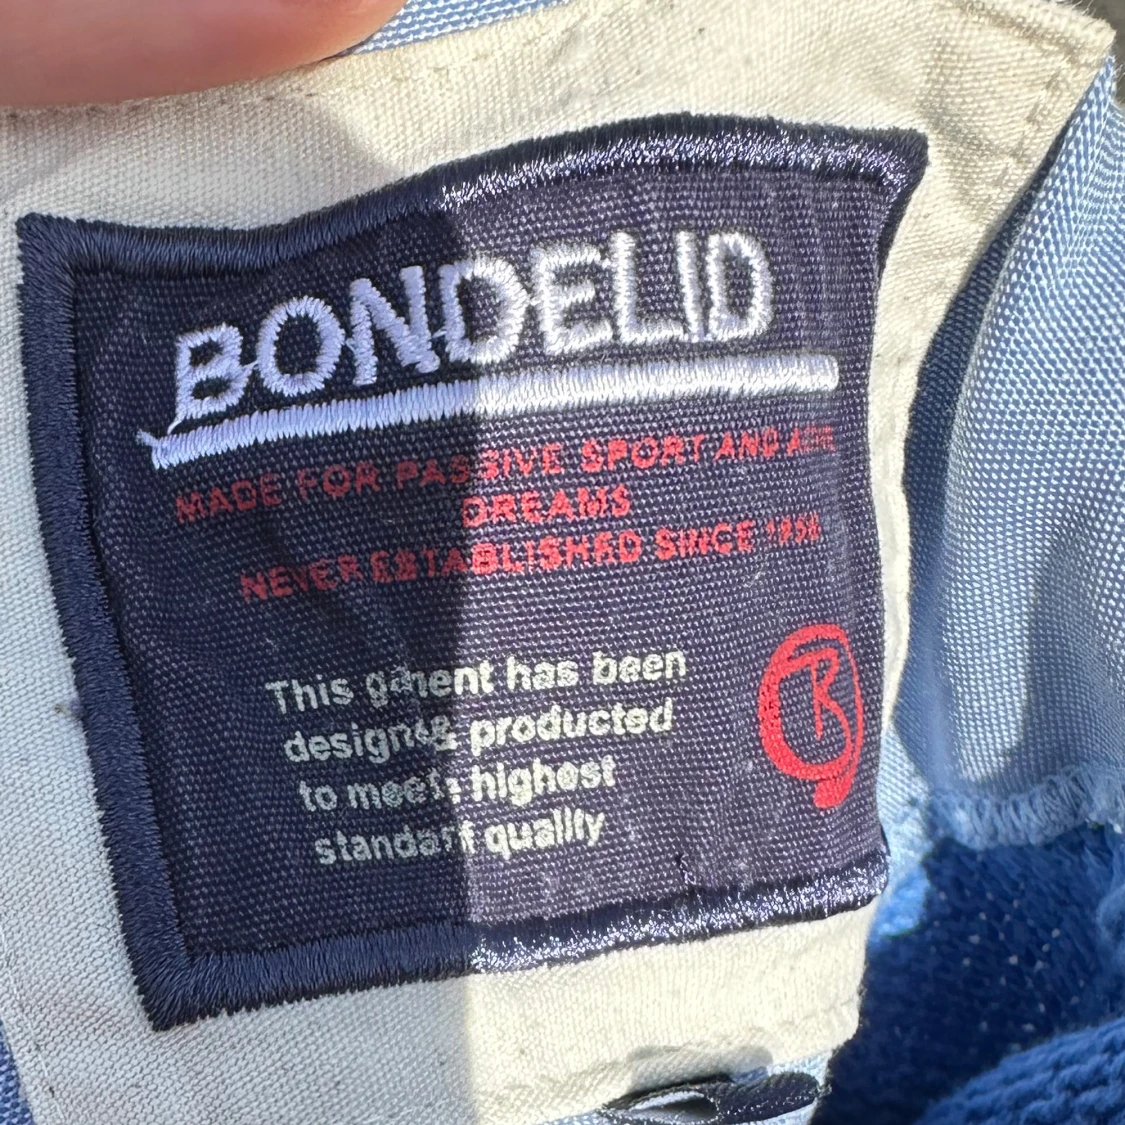 BONDELID
MADE FOR PASSIVE SPORT AND
DREAMS
NEVER ESTABLISHED SINCE
This garment has been
design& producted
to meet highest
standart quality
B